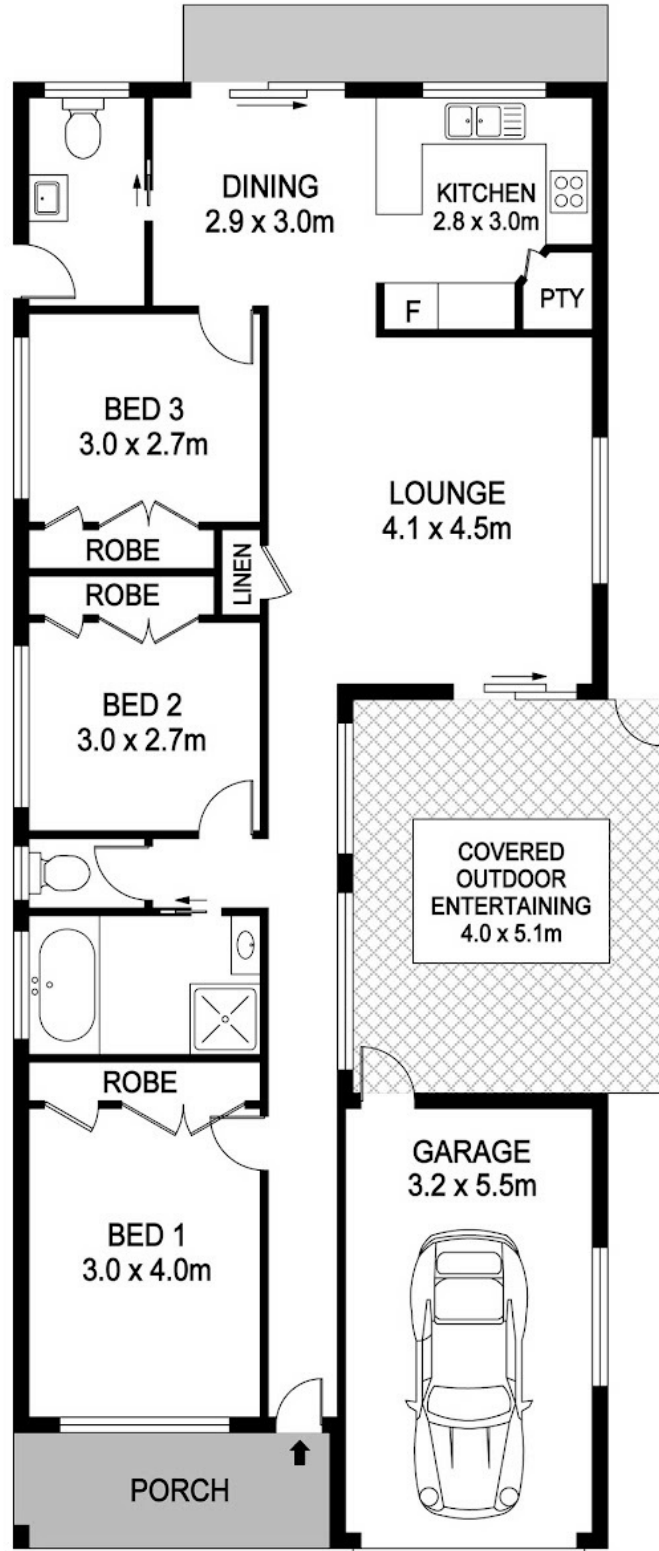 DINING
2.9 x 3.0m
KITCHEN
2.8 x 3.0m
F
PTY
BED 3
3.0 x 2.7m
LOUNGE
4.1 x 4.5m
ROBE
LINEN
ROBE
BED 2
3.0 x 2.7m
COVERED
OUTDOOR
ENTERTAINING
4.0 x 5.1m
ROBE
GARAGE
3.2 x 5.5m
BED 1
3.0 x 4.0m
PORCH